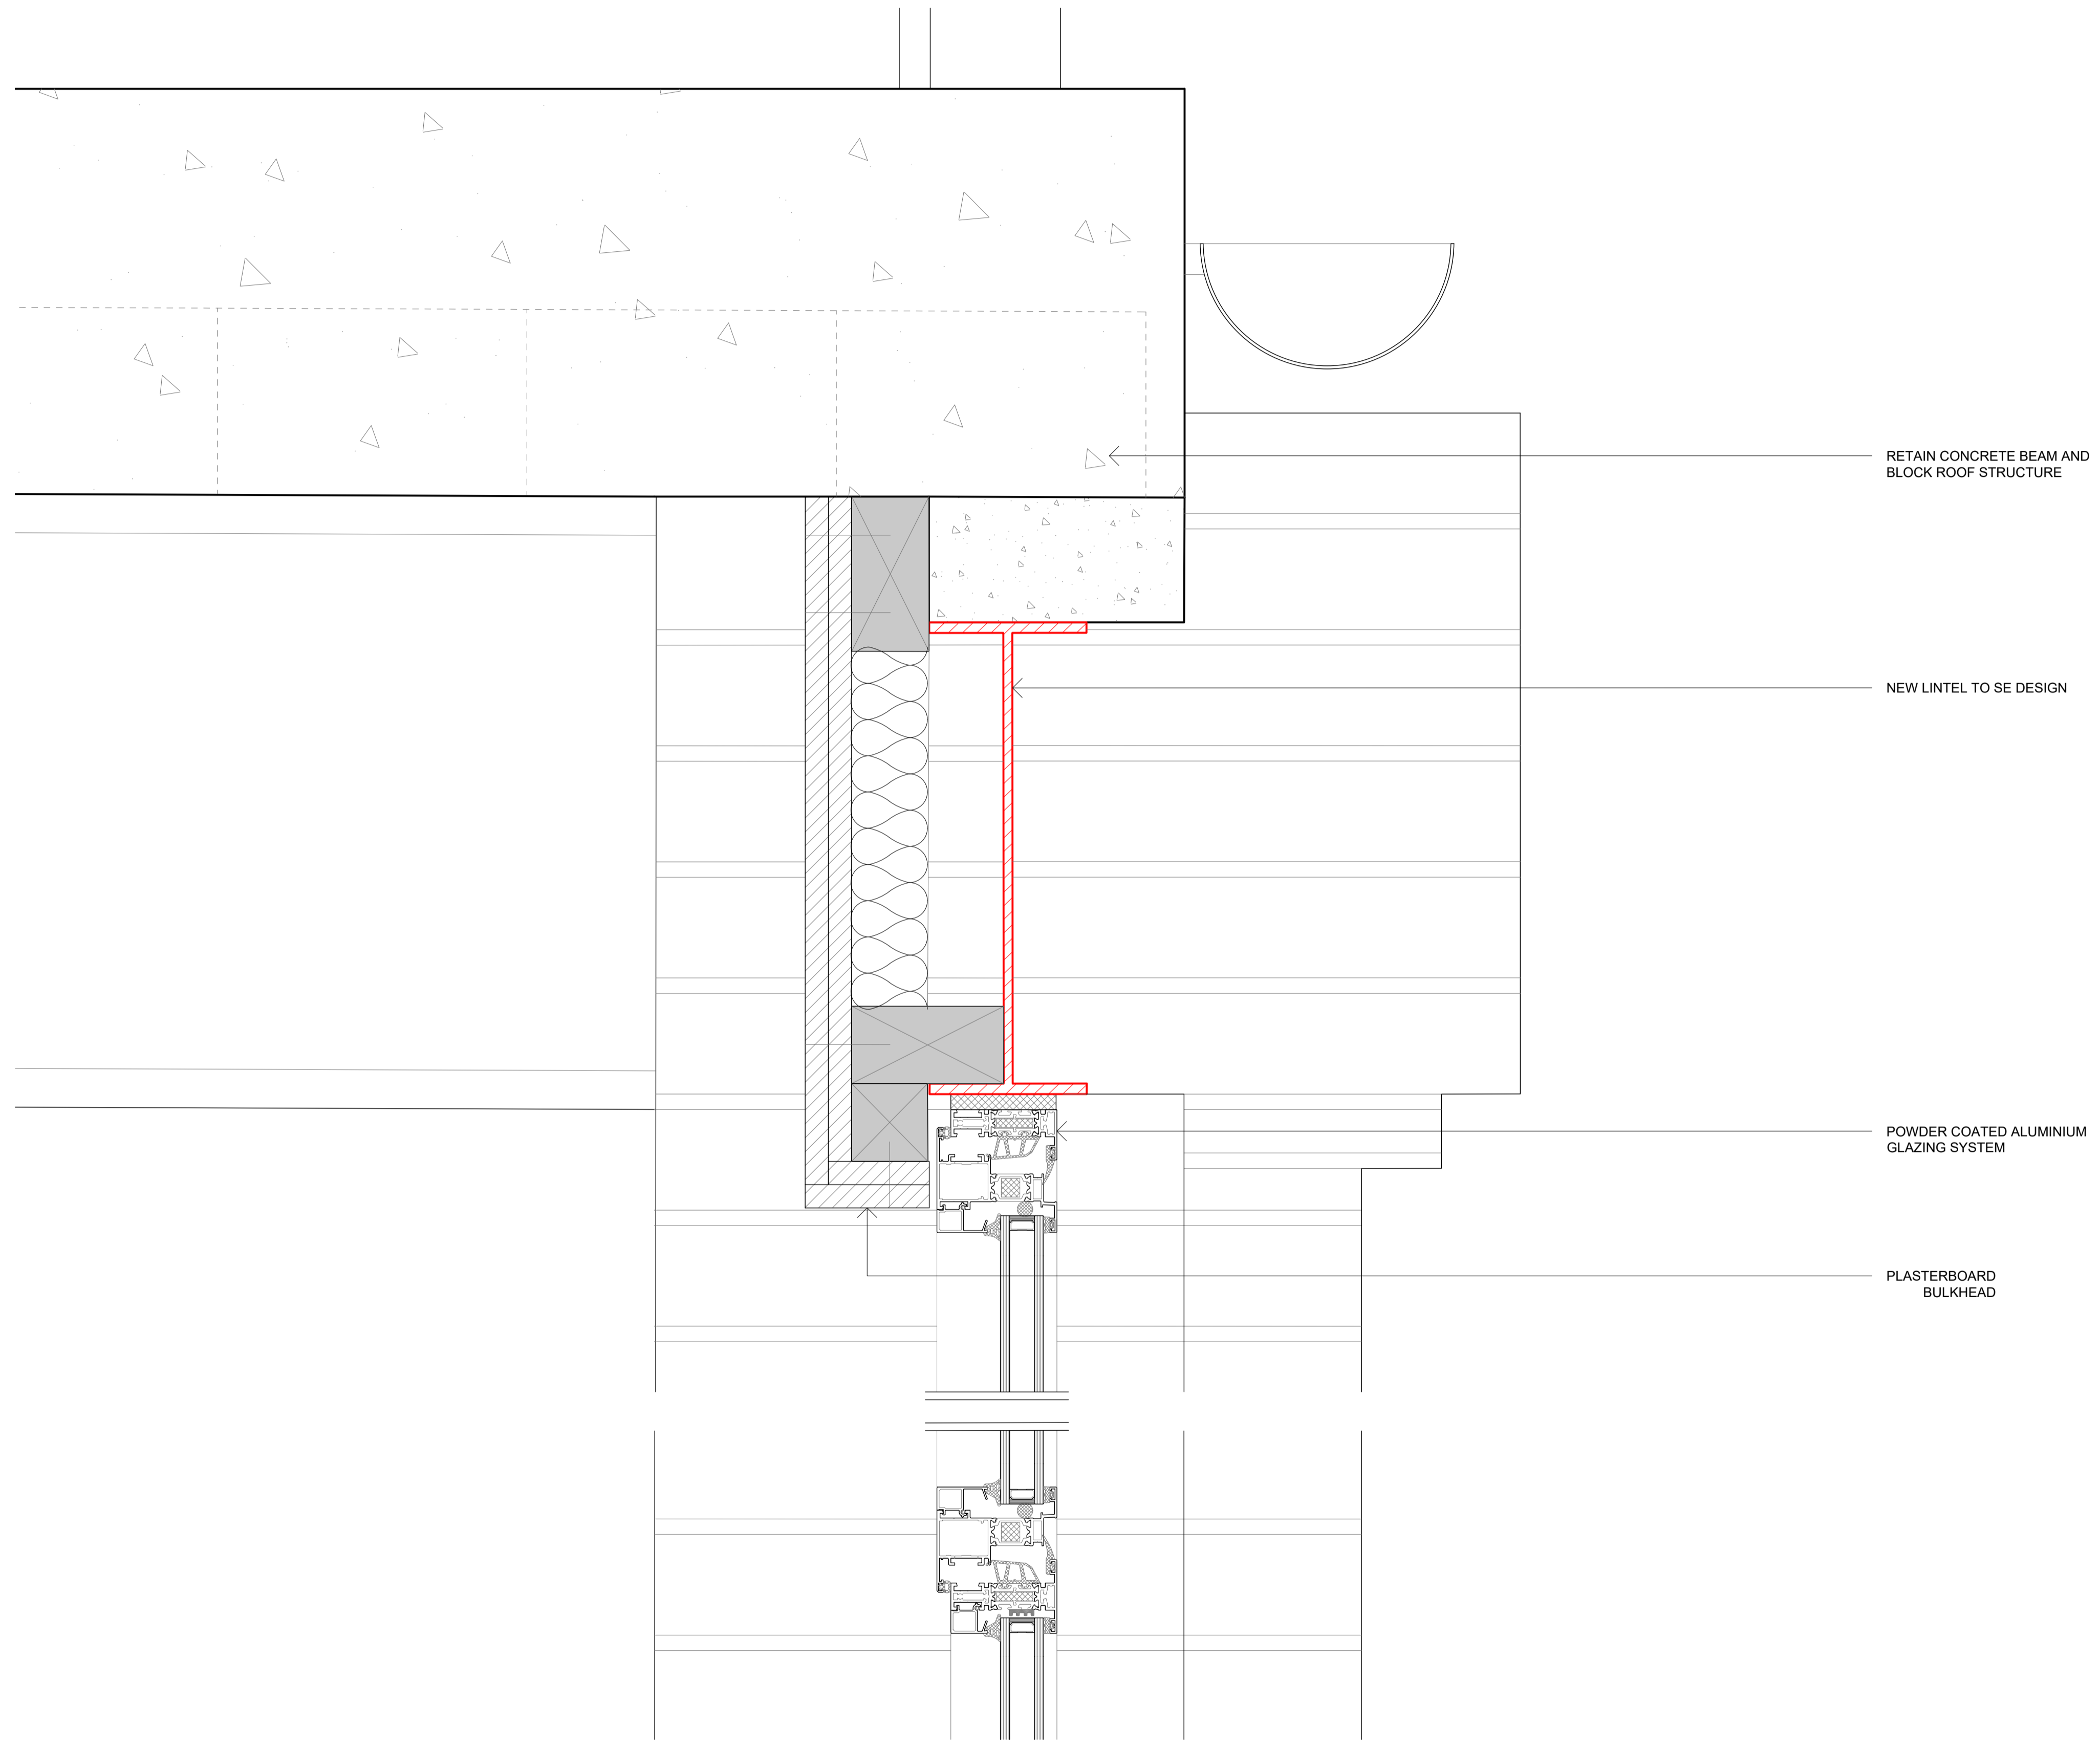 RETAIN CONCRETE BEAM AND
BLOCK ROOF STRUCTURE
NEW LINTEL TO SE DESIGN
POWDER COATED ALUMINIUM
GLAZING SYSTEM
PLASTERBOARD
BULKHEAD